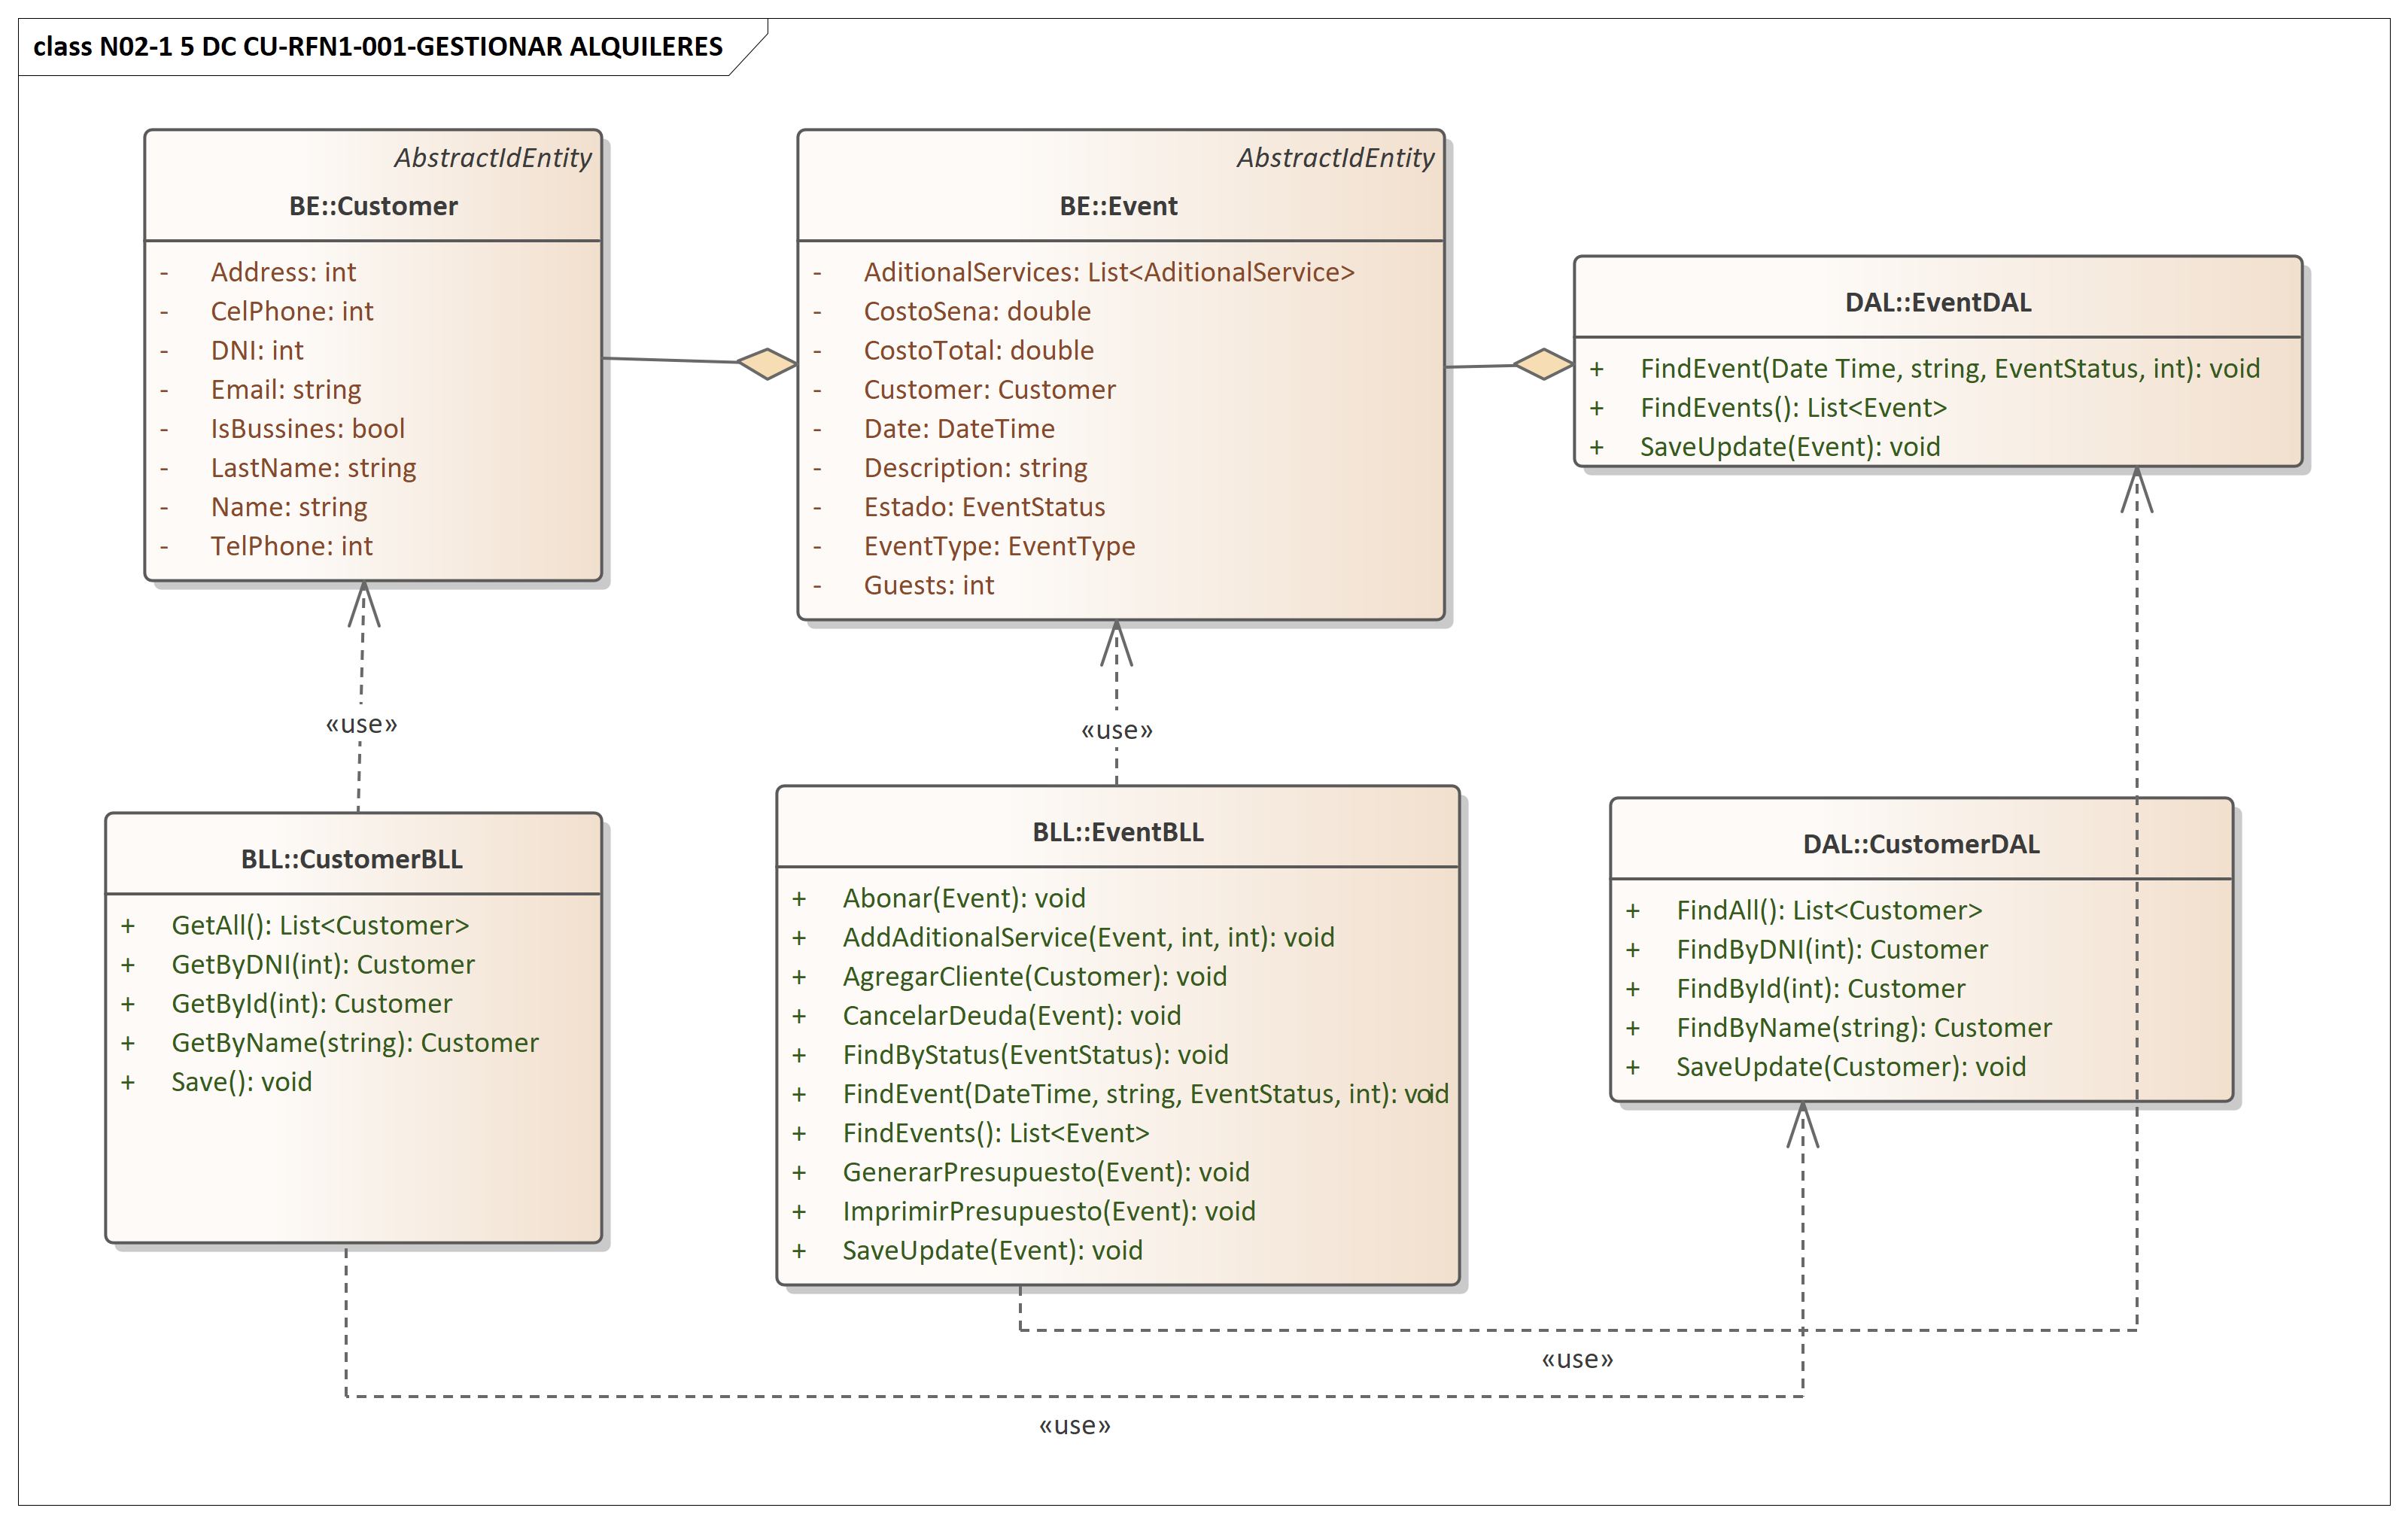 class N02-1 5 DC CU-RFN1-001-GESTIONAR ALQUILERES
AbstractIdEntity
BE::Customer
- Address: int
- CelPhone: int
- DNI: int
- Email: string
- IsBussines: bool
- LastName: string
- Name: string
- TelPhone: int
AbstractIdEntity
BE::Event
- AditionalServices: List<AditionalService>
- CostoSena: double
- CostoTotal: double
- Customer: Customer
- Date: DateTime
- Description: string
- Estado: EventStatus
- EventType: EventType
- Guests: int
DAL::EventDAL
+ FindEvent(Date Time, string, EventStatus, int): void
+ FindEvents(): List<Event>
+ SaveUpdate(Event): void
«use»
«use»
BLL::CustomerBLL
+ GetAll(): List<Customer>
+ GetByDNI(int): Customer
+ GetById(int): Customer
+ GetByName(string): Customer
+ Save(): void
BLL::EventBLL
+ Abonar(Event): void
+ AddAditionalService(Event, int, int): void
+ AgregarCliente(Customer): void
+ CancelarDeuda(Event): void
+ FindByStatus(EventStatus): void
+ FindEvent(DateTime, string, EventStatus, int): void
+ FindEvents(): List<Event>
+ GenerarPresupuesto(Event): void
+ ImprimirPresupuesto(Event): void
+ SaveUpdate(Event): void
DAL::CustomerDAL
+ FindAll(): List<Customer>
+ FindByDNI(int): Customer
+ FindById(int): Customer
+ FindByName(string): Customer
+ SaveUpdate(Customer): void
«use»
«use»